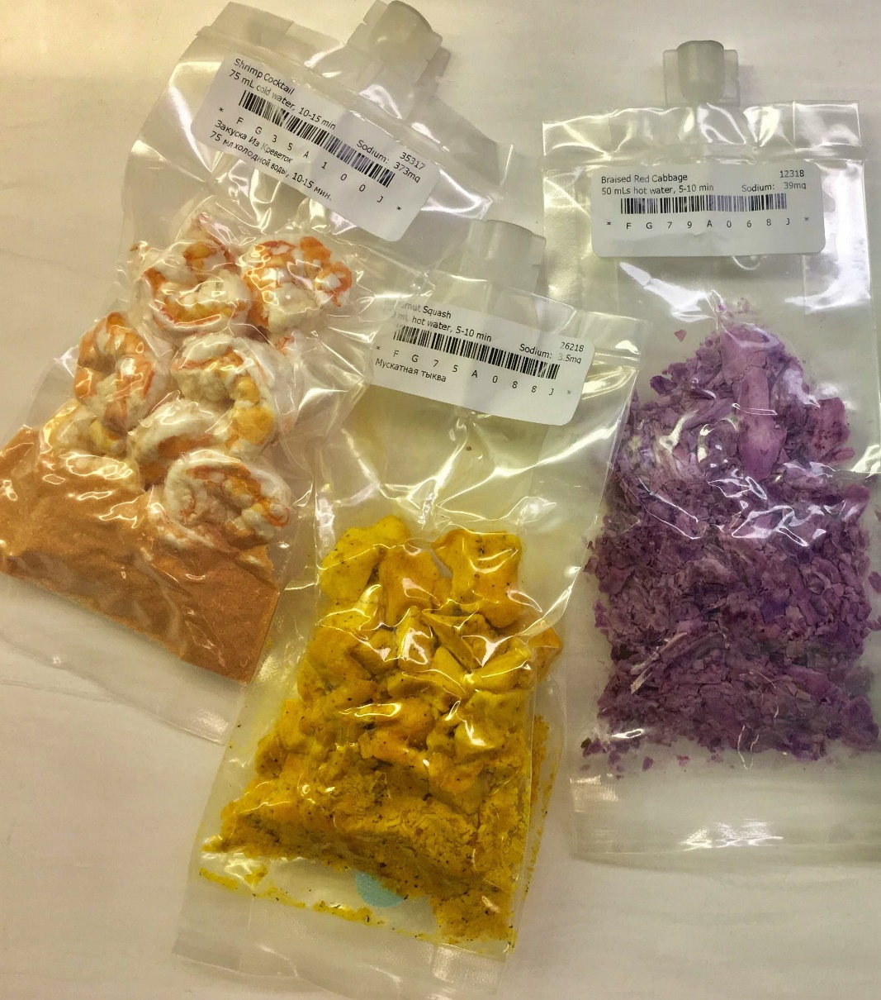 Shrimp Cocktail
75 mL cold water, 10-15 min
35317
Sodium: 373mg
* F G 3 5 A 1 0 0 J *
Закуска Из Креветок
75 мл холодной воды, 10-15 мин.
Squash
hot water, 5-10 min
26218
Sodium: 3.5mg
* F G 7 5 A 0 8 8 J *
Мускатная тыква
Braised Red Cabbage 12318
50 mLs hot water, 5-10 min Sodium: 39mg
* F G 7 9 A 0 6 8 J *